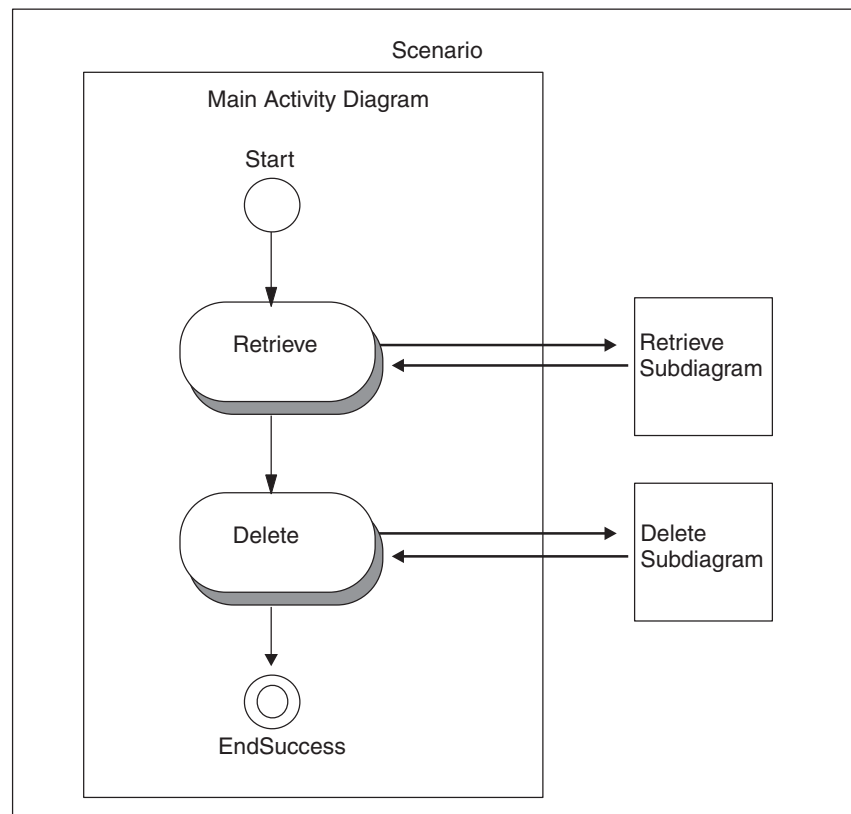 Scenario
Main Activity Diagram
Start
Retrieve
Retrieve
Subdiagram
Delete
Delete
Subdiagram
EndSuccess